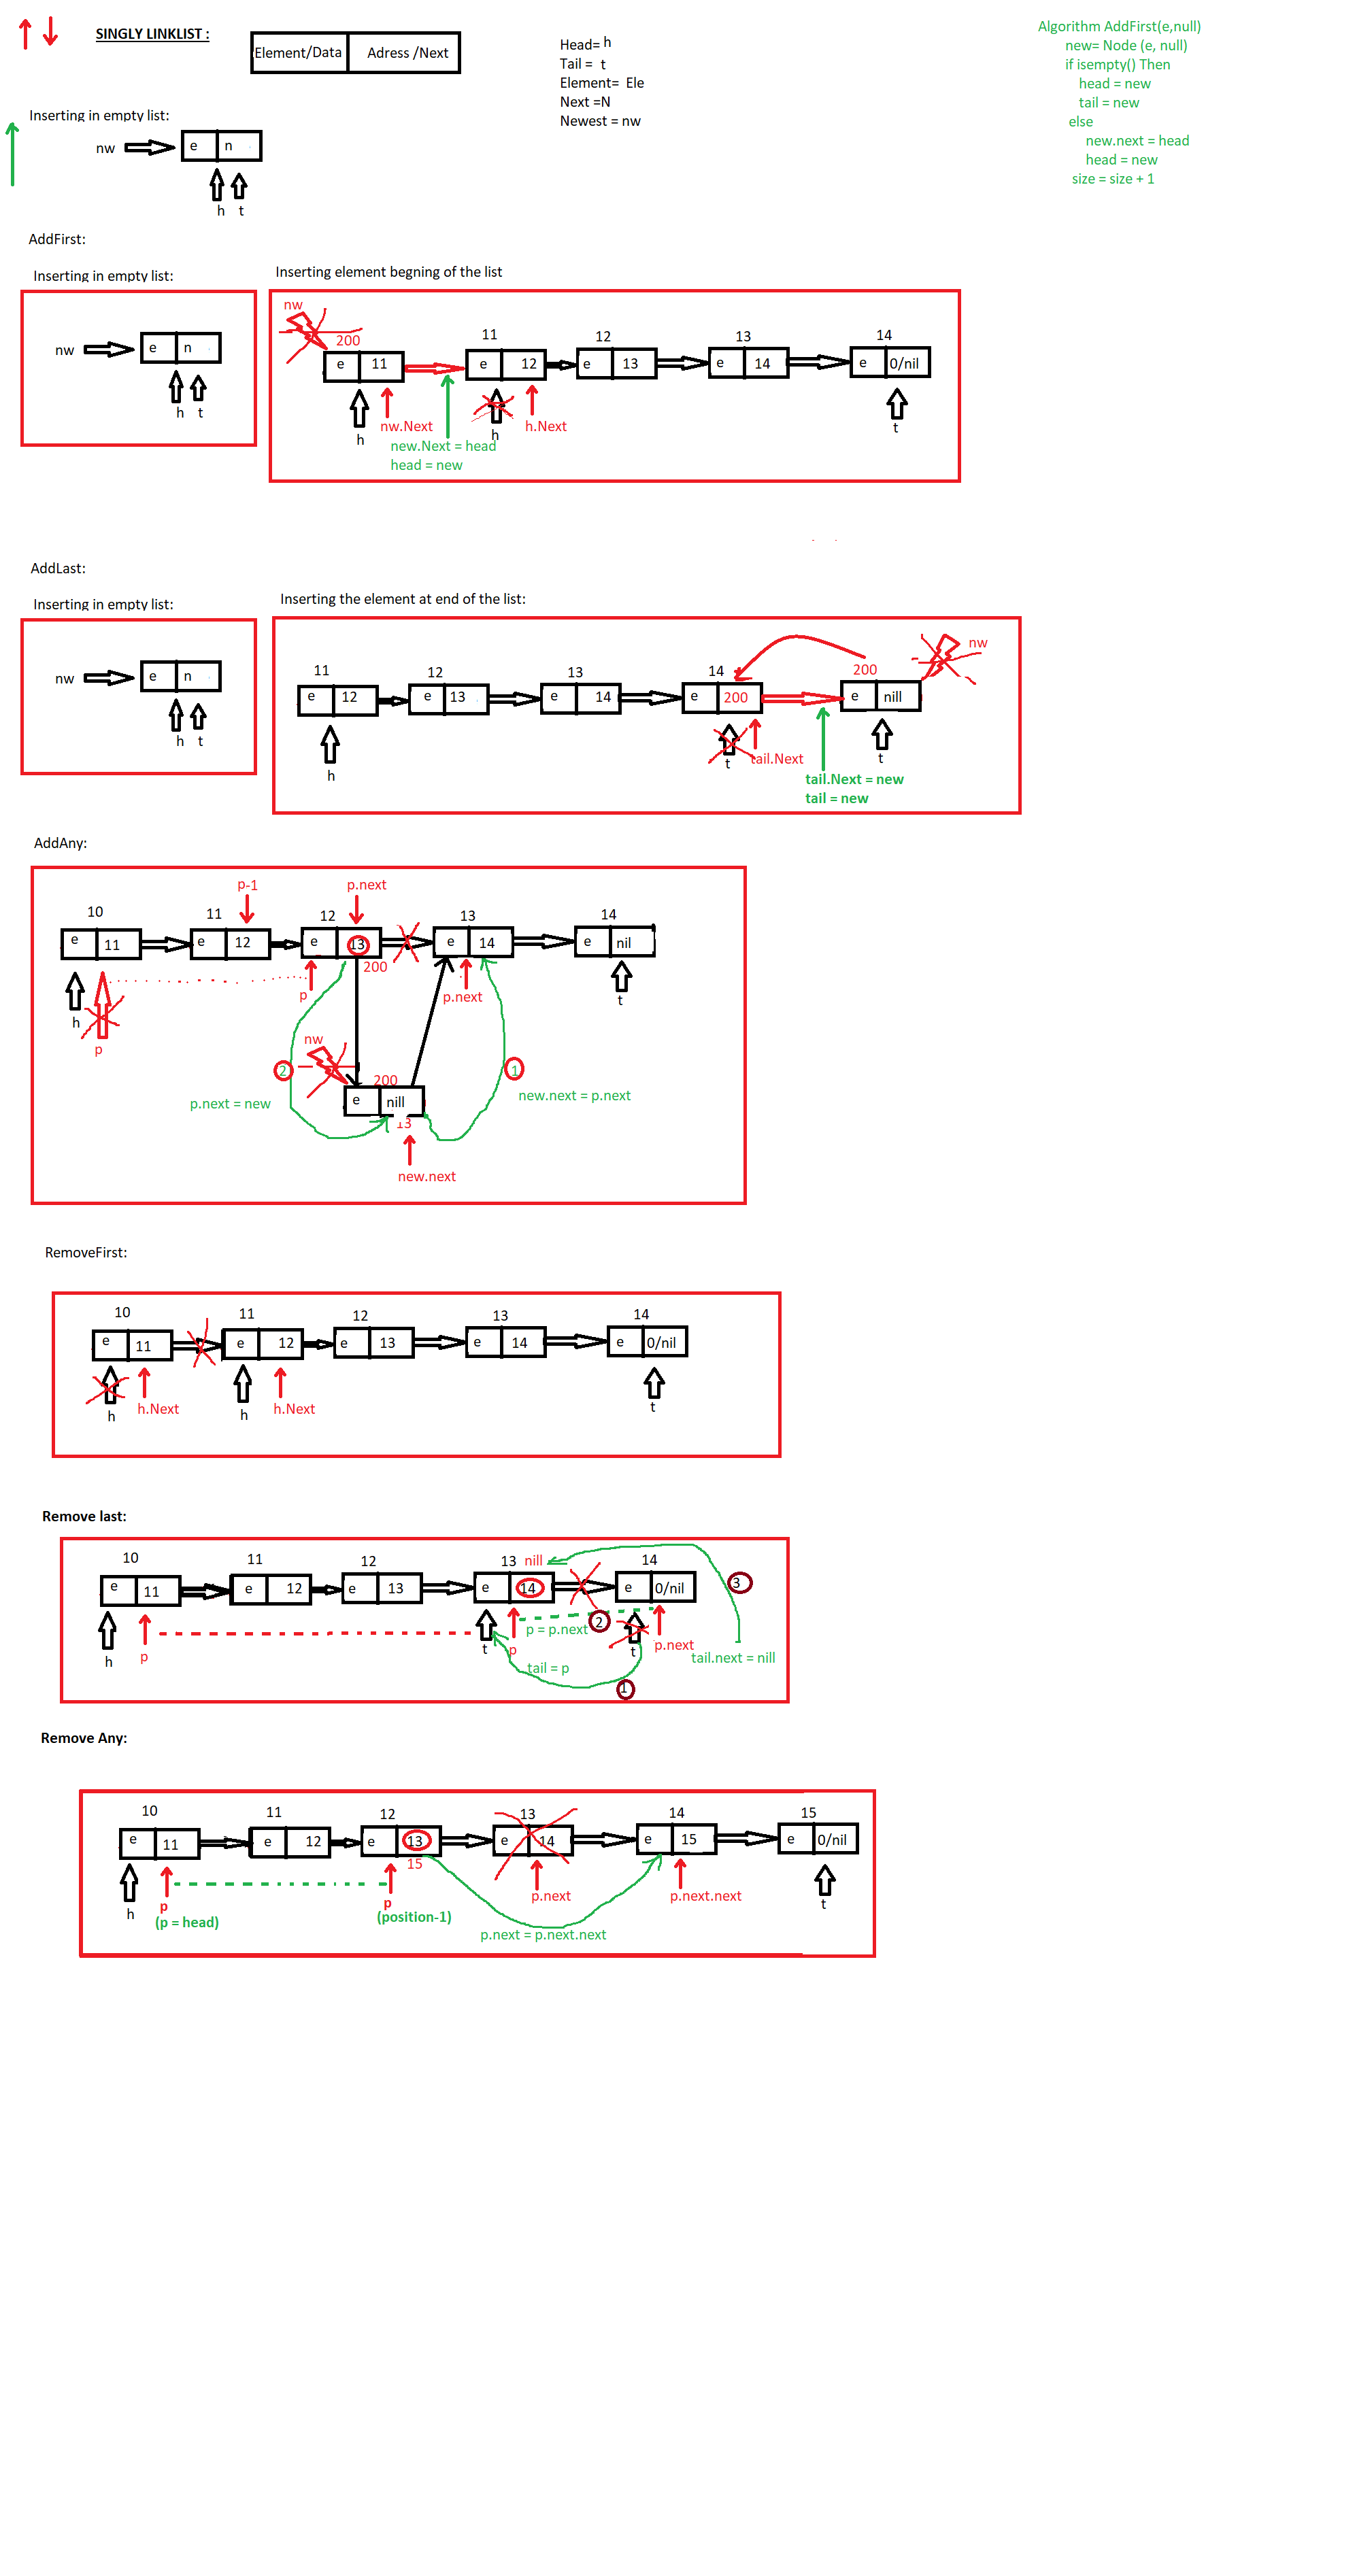 SINGLY LINKLIST :
Element/Data Adress /Next
Head= h
Tail = t
Element= Ele
Next =N
Newest = nw
Algorithm AddFirst(e,null)
new= Node (e, null)
if isempty() Then
head = new
tail = new
else
new.next = head
head = new
size = size + 1
Inserting in empty list:
nw e n
h t
AddFirst:
Inserting in empty list:
nw e n
h t
Inserting element begning of the list
nw
200 11 12 13 14
e 11 e 12 e 13 e 14 e 0/nil
h nw.Next h h.Next t
new.Next = head
head = new
AddLast:
Inserting in empty list:
nw e n
h t
Inserting the element at end of the list:
nw
11 12 13 14 200
e 12 e 13 e 14 e 200 e nill
h t tail.Next t
tail.Next = new
tail = new
AddAny:
p-1 p.next
10 11 12 13 14
e 11 e 12 e 13 e 14 e nil
200
h p p.next t
p
nw
2 200 1
e nill
p.next = new new.next = p.next
13
new.next
RemoveFirst:
10 11 12 13 14
e 11 e 12 e 13 e 14 e 0/nil
h h.Next h h.Next t
Remove last:
10 11 12 13 nill 14
e 11 e 12 e 13 e 14 e 0/nil 3
h p t p p = p.next 2 t p.next
tail.next = nill
tail = p
1
Remove Any:
10 11 12 13 14 15
e 11 e 12 e 13 e 14 e 15 e 0/nil
15
h p p p.next p.next.next t
(p = head) (position-1)
p.next = p.next.next